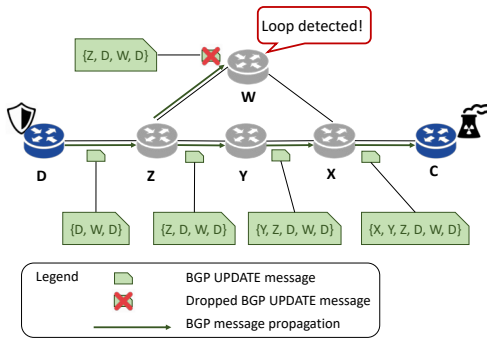 Loop detected!
{Z, D, W, D}
W
D
Z
Y
X
C
{D, W, D}
{Z, D, W, D}
{Y, Z, D, W, D}
{X, Y, Z, D, W, D}
Legend
BGP UPDATE message
Dropped BGP UPDATE message
BGP message propagation